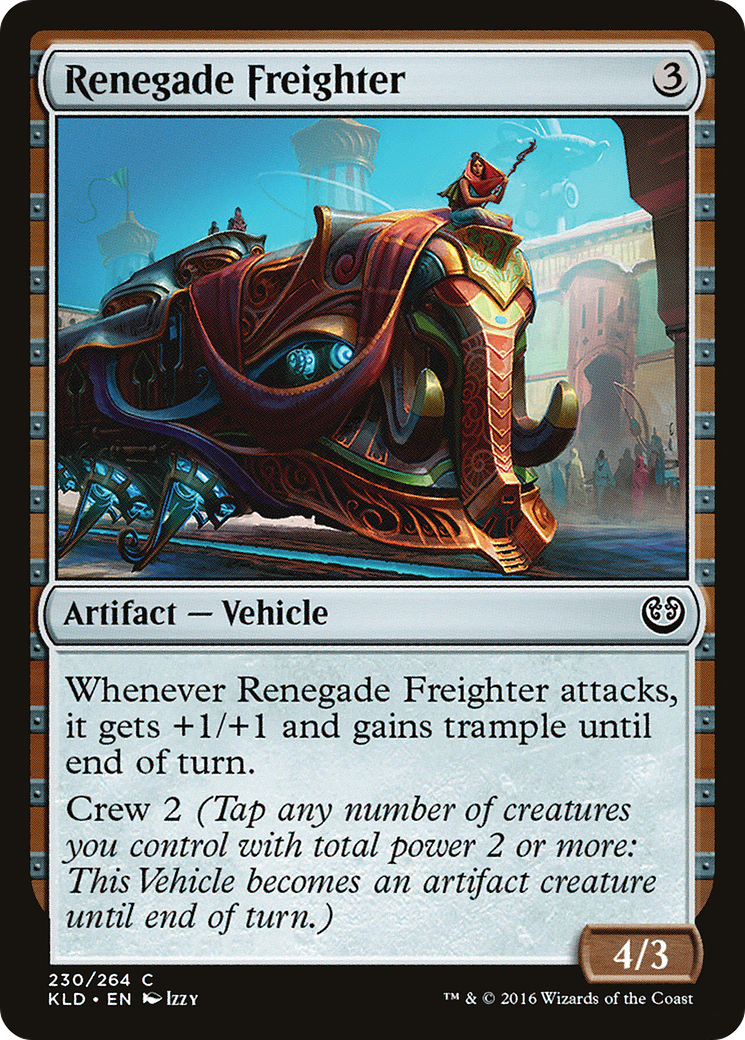 Renegade Freighter 3
Artifact — Vehicle
Whenever Renegade Freighter attacks,
it gets +1/+1 and gains trample until
end of turn.
Crew 2 (Tap any number of creatures
you control with total power 2 or more:
This Vehicle becomes an artifact creature
until end of turn.)
4/3
230/264 C
KLD • EN Izzy
™ & © 2016 Wizards of the Coast